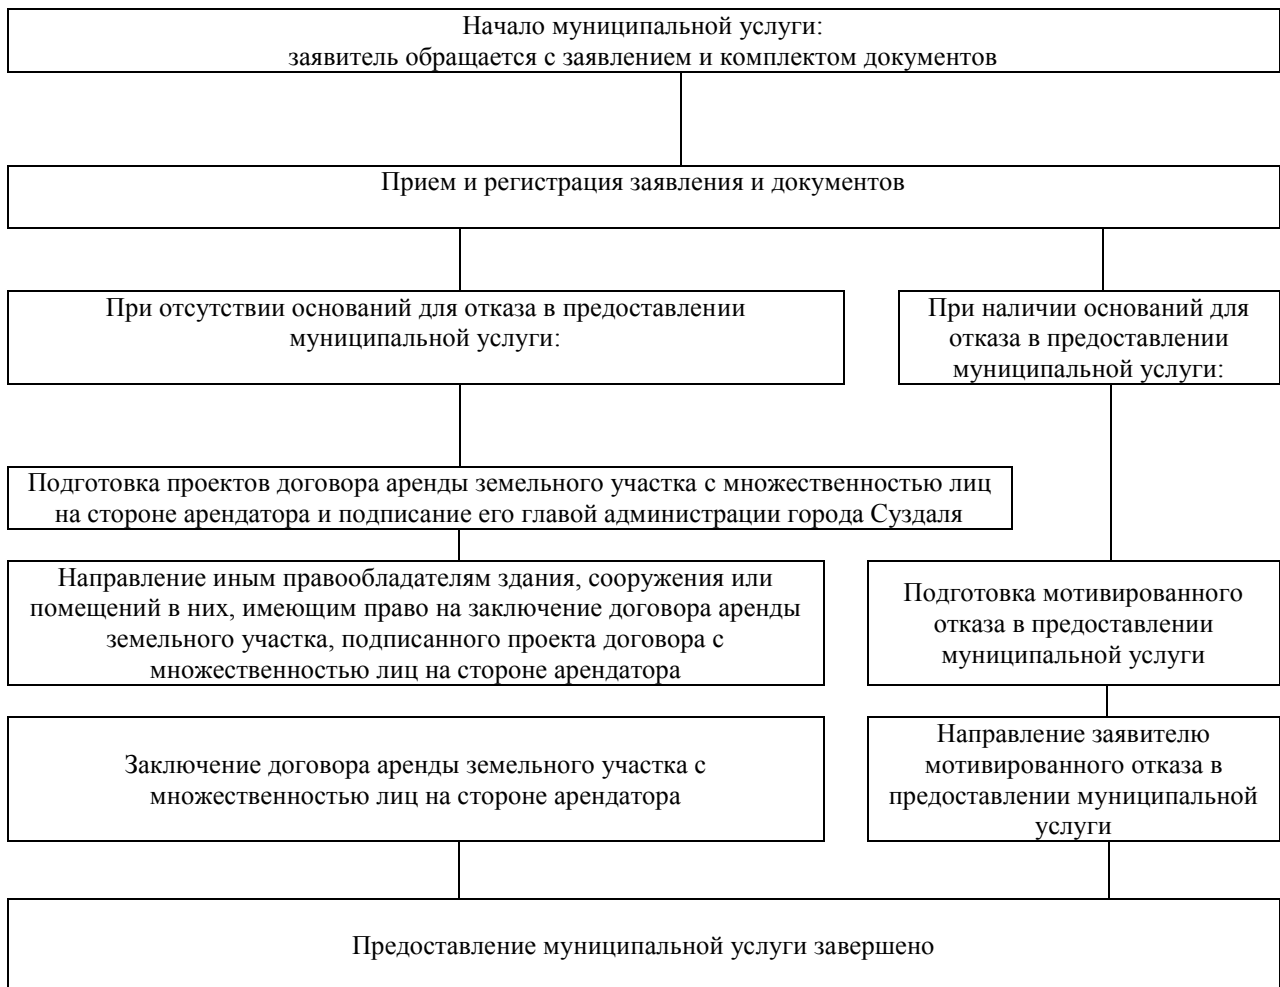 Начало муниципальной услуги:
заявитель обращается с заявлением и комплектом документов
Прием и регистрация заявления и документов
При отсутствии оснований для отказа в предоставлении
муниципальной услуги:
При наличии оснований для
отказа в предоставлении
муниципальной услуги:
Подготовка проектов договора аренды земельного участка с множественностью лиц
на стороне арендатора и подписание его главой администрации города Суздаля
Направление иным правообладателям здания, сооружения или
помещений в них, имеющим право на заключение договора аренды
земельного участка, подписанного проекта договора с
множественностью лиц на стороне арендатора
Подготовка мотивированного
отказа в предоставлении
муниципальной услуги
Заключение договора аренды земельного участка с
множественностью лиц на стороне арендатора
Направление заявителю
мотивированного отказа в
предоставлении муниципальной
услуги
Предоставление муниципальной услуги завершено